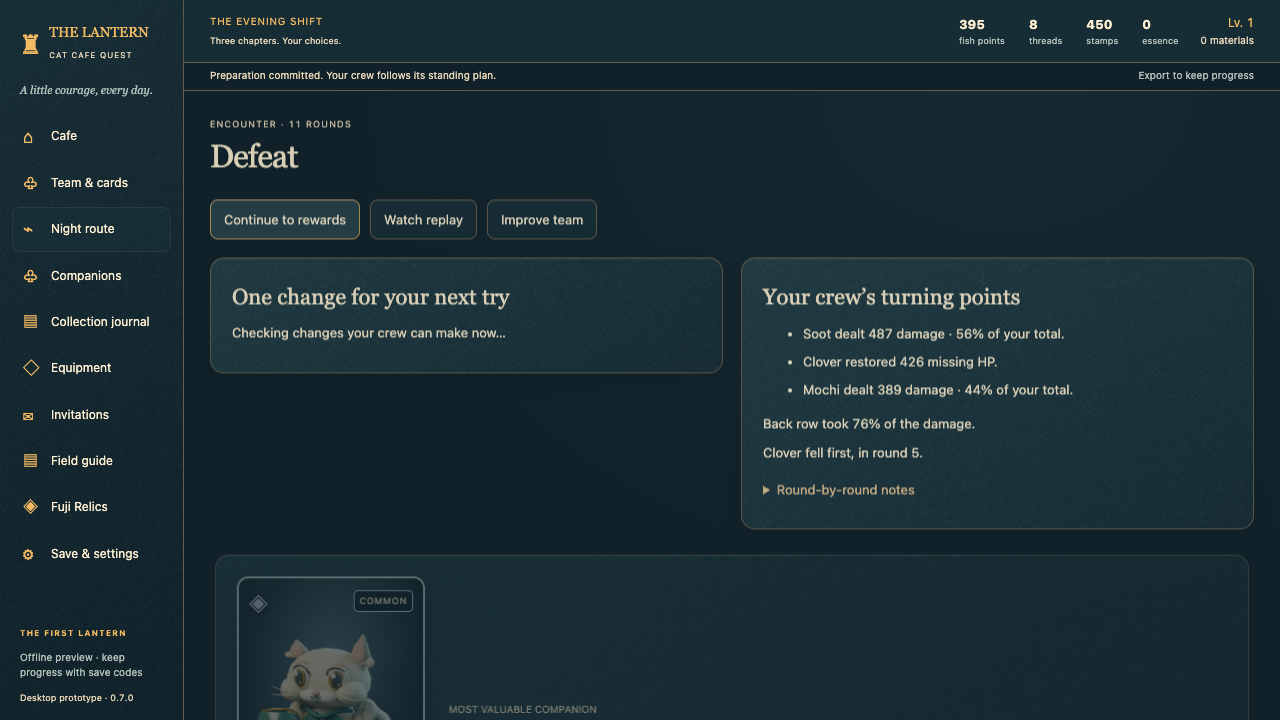 THE LANTERN
CAT CAFE QUEST
A little courage, every day.
Cafe
Team & cards
Night route
Companions
Collection journal
Equipment
Invitations
Field guide
Fuji Relics
Save & settings
THE FIRST LANTERN
Offline preview · keep
progress with save codes
Desktop prototype · 0.7.0
THE EVENING SHIFT
Three chapters. Your choices.
395
fish points
8
threads
450
stamps
0
essence
Lv. 1
0 materials
Preparation committed. Your crew follows its standing plan.
Export to keep progress
ENCOUNTER · 11 ROUNDS
Defeat
Continue to rewards
Watch replay
Improve team
One change for your next try
Checking changes your crew can make now...
Your crew's turning points
• Soot dealt 487 damage · 56% of your total.
• Clover restored 426 missing HP.
• Mochi dealt 389 damage · 44% of your total.
Back row took 76% of the damage.
Clover fell first, in round 5.
Round-by-round notes
COMMON
MOST VALUABLE COMPANION